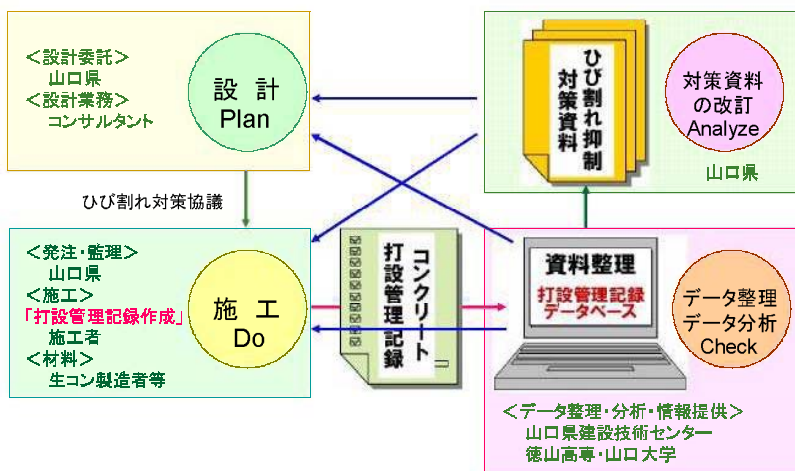 ＜設計委託＞
山口県
＜設計業務＞
コンサルタント
設 計
Plan
ひび割れ抑制
対策資料
対策資料
の改訂
Analyze
山口県
ひび割れ対策協議
＜発注・監理＞
山口県
＜施工＞
「打設管理記録作成」
施工者
＜材料＞
生コン製造者等
施 工
Do
コンクリート
打設管理記録
資料整理
打設管理記録
データベース
データ整理
データ分析
Check
＜データ整理・分析・情報提供＞
山口県建設技術センター
徳山高専・山口大学